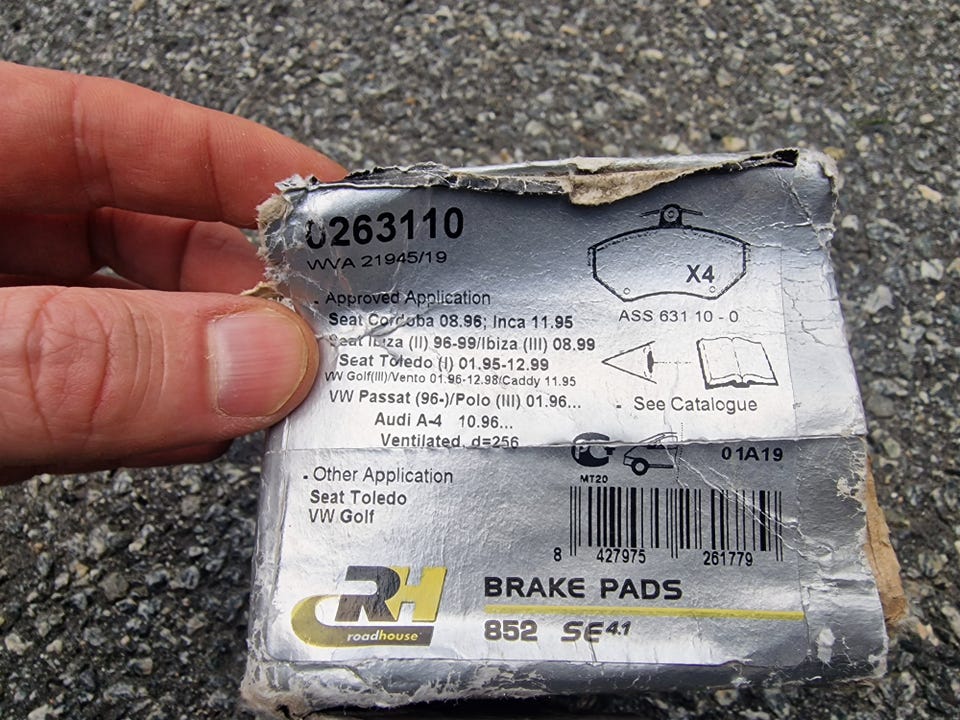 0263110
WVA 21945/19
X4
ASS 631 10 - 0
- Approved Application
Seat Cordoba 08.96; Inca 11.95
Seat Ibiza (II) 96-99/Ibiza (III) 08.99
Seat Toledo (I) 01.95-12.99
VW Golf(III)/Vento 01.96-12.98/Caddy 11.95
VW Passat (96-)/Polo (III) 01.96...
Audi A-4 10.96...
Ventilated, d=256
- See Catalogue
- Other Application
Seat Toledo
VW Golf
PG
MT20
01A19
8 427975 261779
RH
roadhouse
BRAKE PADS
852 SE4.1